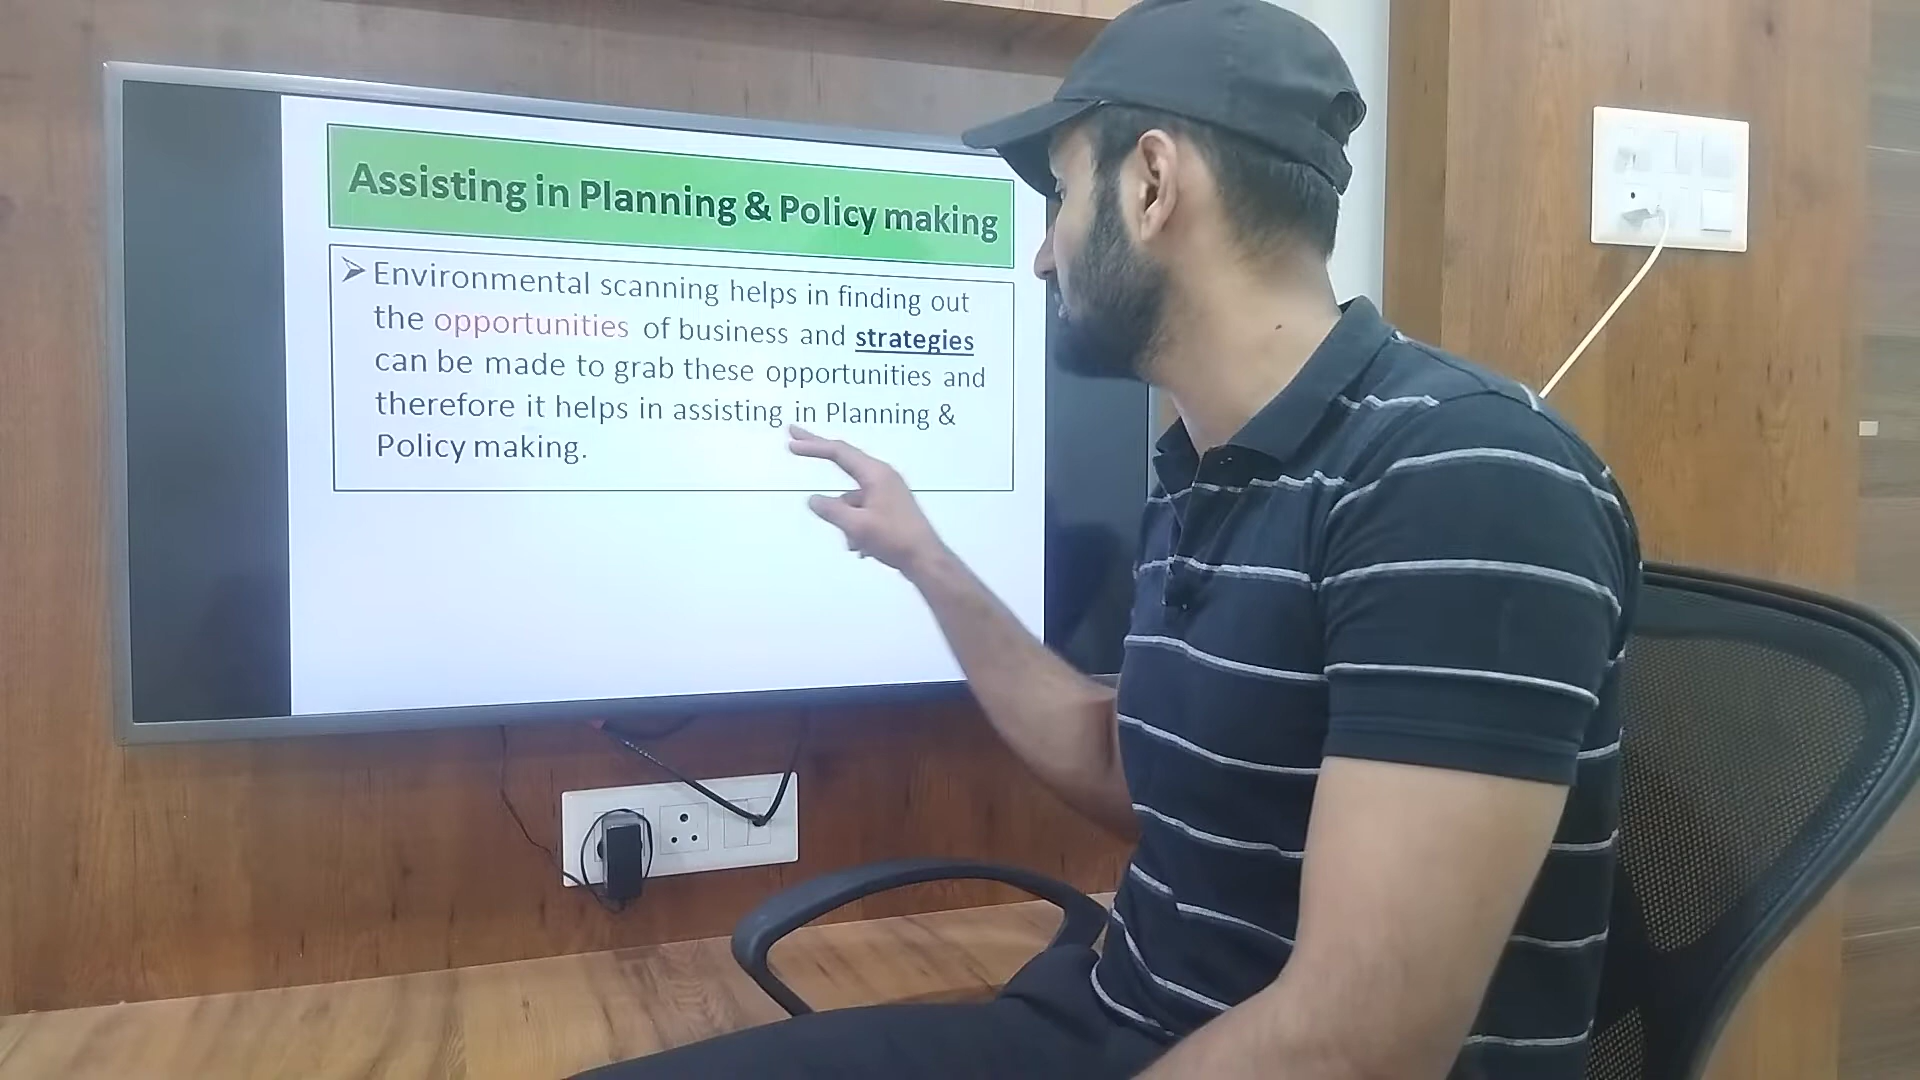 Assisting in Planning & Policy making
➢ Environmental scanning helps in finding out
the opportunities of business and strategies
can be made to grab these opportunities and
therefore it helps in assisting in Planning &
Policy making.